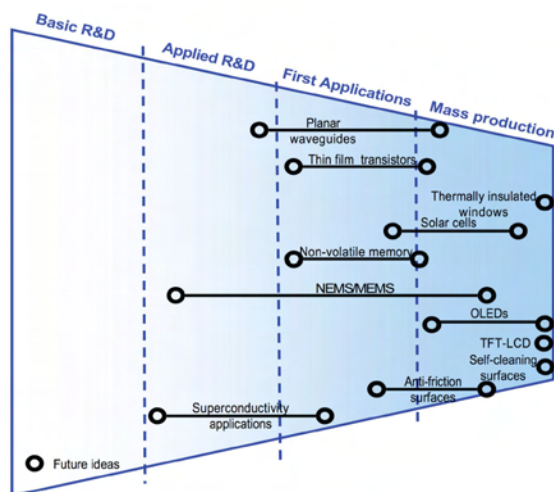 Basic R&D
Applied R&D
First Applications
Mass production
Planar
waveguides
Thin film transistors
Thermally insulated
windows
Solar cells
Non-volatile memory
NEMS/MEMS
OLEDs
TFT-LCD
Self-cleaning
surfaces
Anti-friction
surfaces
Superconductivity
applications
Future ideas